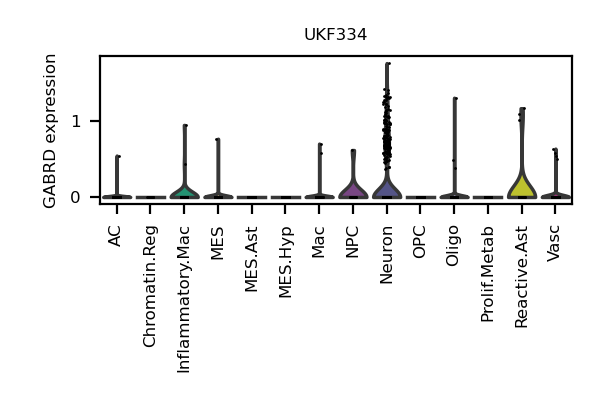 UKF334
GABRD expression
1
0
AC
Chromatin.Reg
Inflammatory.Mac
MES
MES.Ast
MES.Hyp
Mac
NPC
Neuron
OPC
Oligo
Prolif.Metab
Reactive.Ast
Vasc